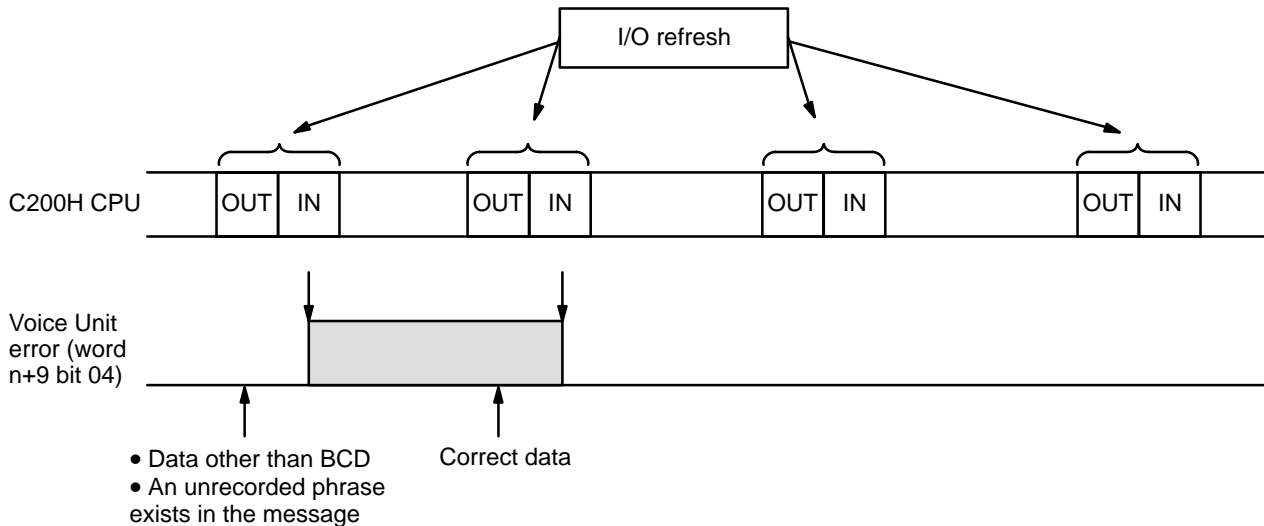 I/O refresh
C200H CPU
OUT IN OUT IN OUT IN OUT IN
Voice Unit
error (word
n+9 bit 04)
• Data other than BCD
• An unrecorded phrase
exists in the message
Correct data